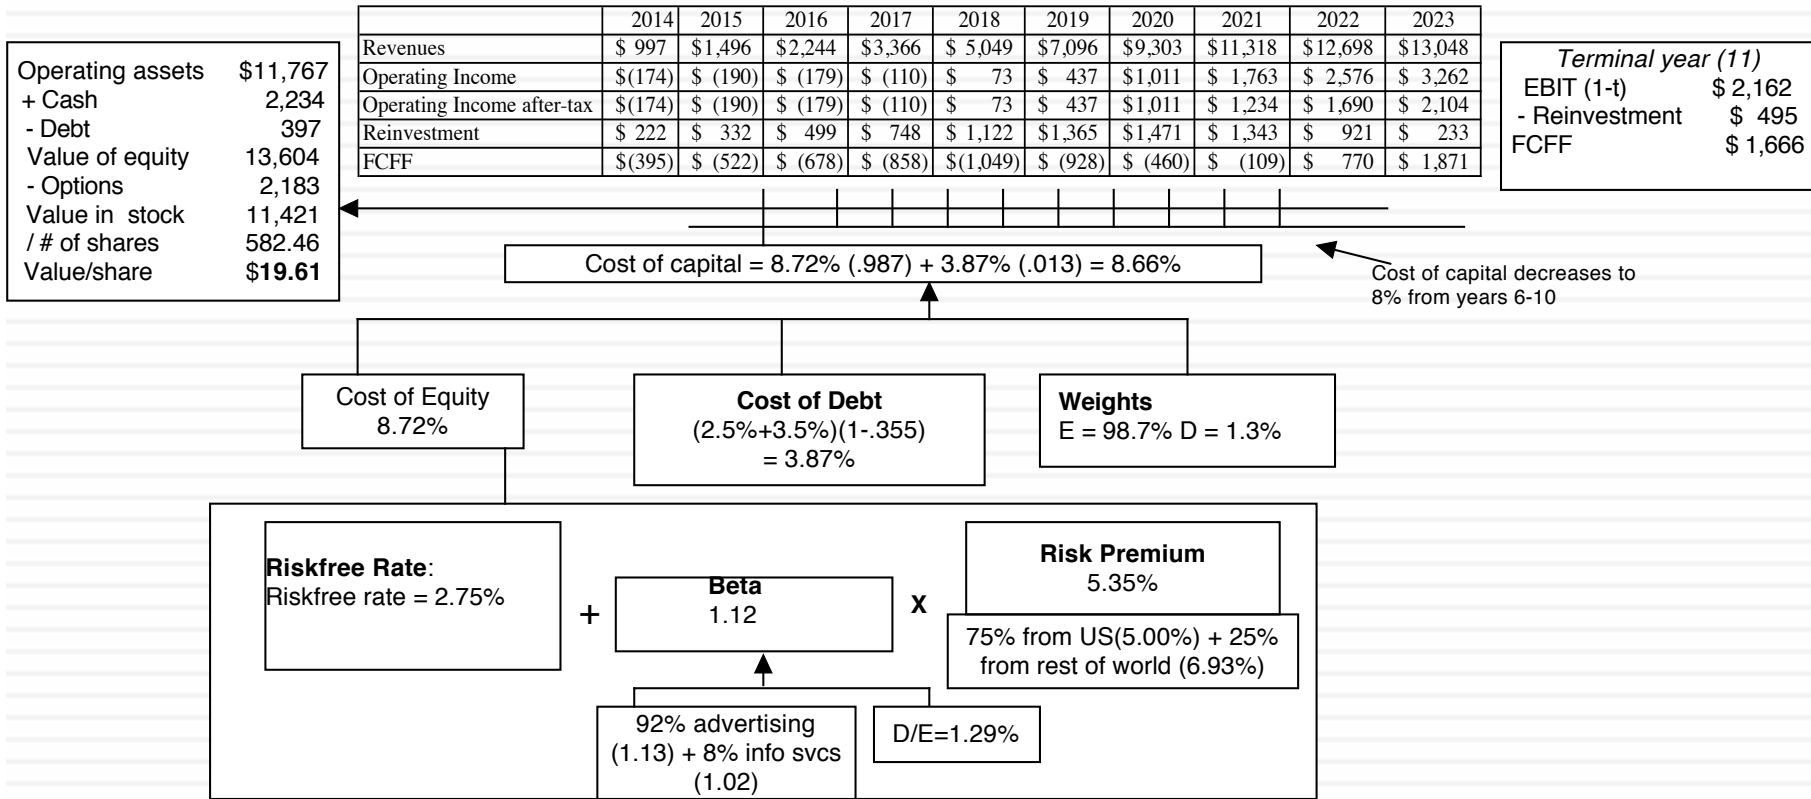 2014 2015 2016 2017 2018 2019 2020 2021 2022 2023
Revenues $ 997 $1,496 $2,244 $3,366 $ 5,049 $7,096 $9,303 $11,318 $12,698 $13,048
Operating Income $(174) $ (190) $ (179) $ (110) $ 73 $ 437 $1,011 $ 1,763 $ 2,576 $ 3,262
Operating Income after-tax $(174) $ (190) $ (179) $ (110) $ 73 $ 437 $1,011 $ 1,234 $ 1,690 $ 2,104
Reinvestment $ 222 $ 332 $ 499 $ 748 $ 1,122 $1,365 $1,471 $ 1,343 $ 921 $ 233
FCFF $(395) $ (522) $ (678) $ (858) $(1,049) $ (928) $ (460) $ (109) $ 770 $ 1,871
Operating assets $11,767
+ Cash 2,234
- Debt 397
Value of equity 13,604
- Options 2,183
Value in stock 11,421
/ # of shares 582.46
Value/share $19.61
Terminal year (11)
EBIT (1-t) $ 2,162
- Reinvestment $ 495
FCFF $ 1,666
Cost of capital = 8.72% (.987) + 3.87% (.013) = 8.66%
Cost of capital decreases to
8% from years 6-10
Cost of Equity
8.72%
Cost of Debt
(2.5%+3.5%)(1-.355)
= 3.87%
Weights
E = 98.7% D = 1.3%
Riskfree Rate:
Riskfree rate = 2.75%
+
Beta
1.12
X
Risk Premium
5.35%
75% from US(5.00%) + 25%
from rest of world (6.93%)
92% advertising
(1.13) + 8% info svcs
(1.02)
D/E=1.29%